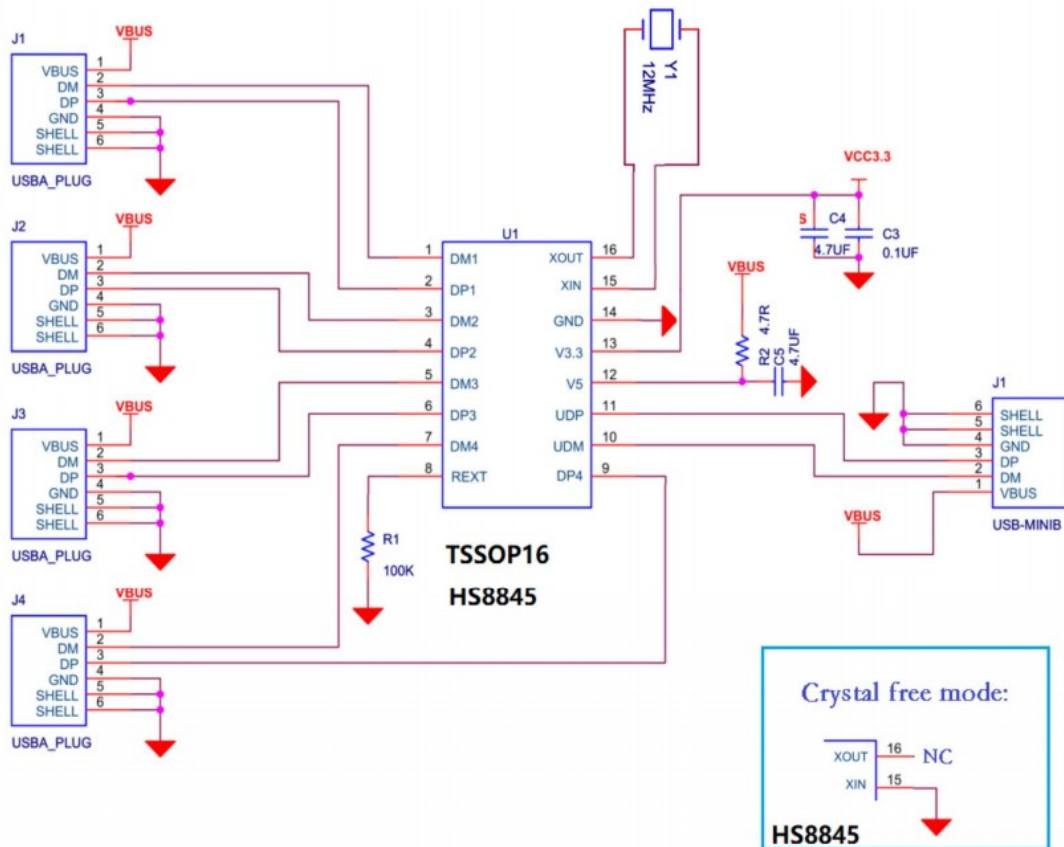 J1
VBUS
VBUS 1
DM 2
DP 3
GND 4
SHELL 5
SHELL 6
USBA_PLUG
J2
VBUS
VBUS 1
DM 2
DP 3
GND 4
SHELL 5
SHELL 6
USBA_PLUG
J3
VBUS
VBUS 1
DM 2
DP 3
GND 4
SHELL 5
SHELL 6
USBA_PLUG
J4
VBUS
VBUS 1
DM 2
DP 3
GND 4
SHELL 5
SHELL 6
USBA_PLUG
Y1
12MHz
U1
1 DM1 XOUT 16
2 DP1 XIN 15
3 DM2 GND 14
4 DP2 V3.3 13
5 DM3 V5 12
6 DP3 UDP 11
7 DM4 UDM 10
8 REXT DP4 9
R1
100K
TSSOP16
HS8845
VCC3.3
S
C4
4.7UF
C3
0.1UF
VBUS
R2 4.7R
C5
4.7UF
J1
6 SHELL
5 SHELL
4 GND
3 DP
2 DM
1 VBUS
USB-MINIB
VBUS
Crystal free mode:
XOUT 16 NC
XIN 15
HS8845